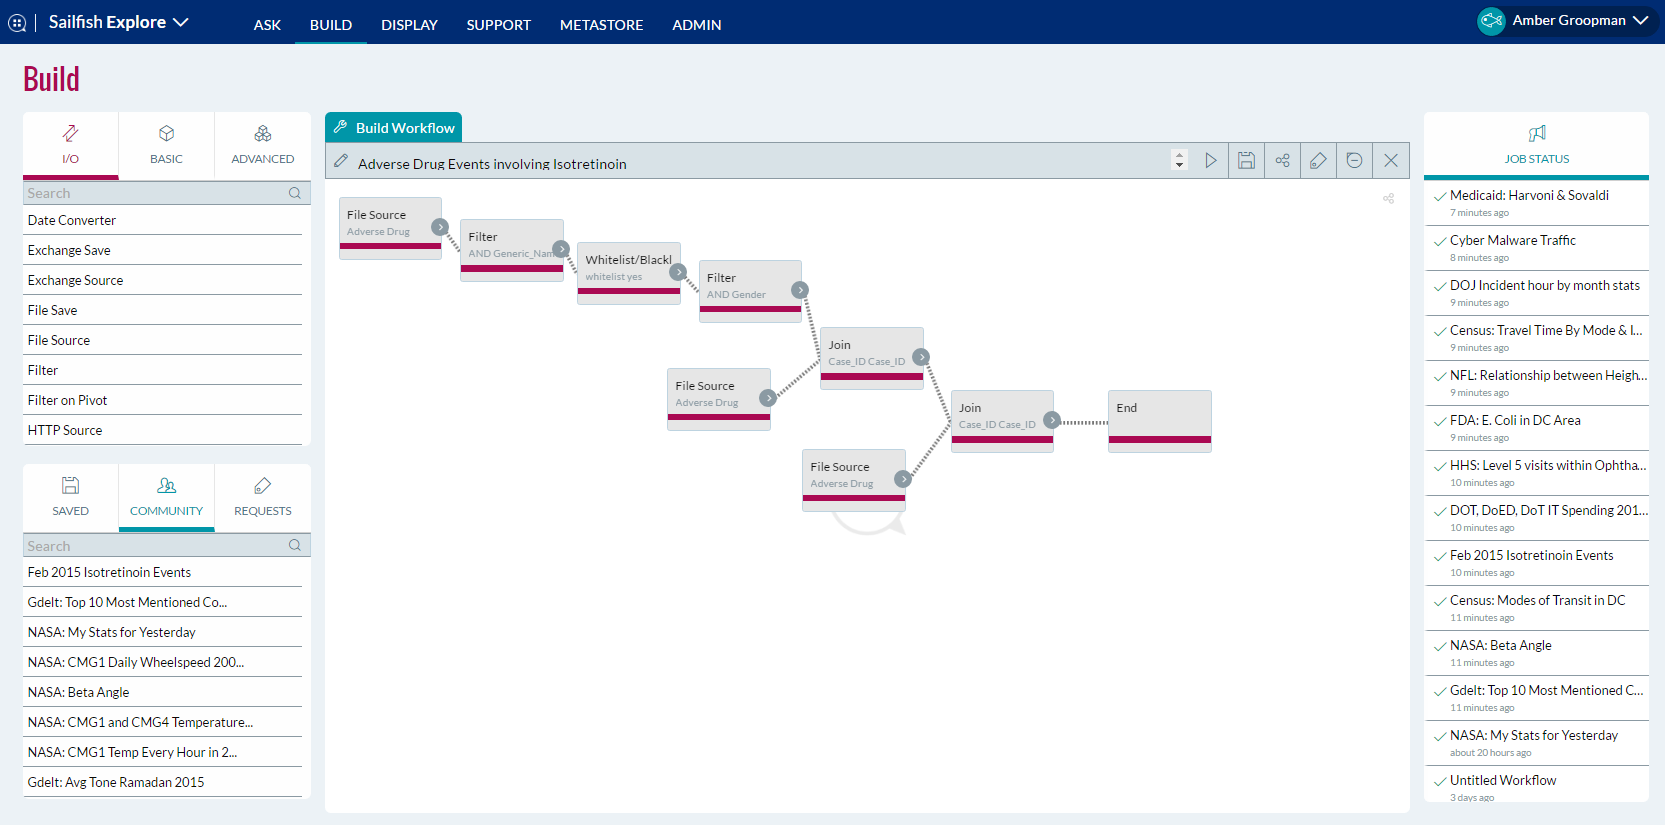 Sailfish Explore
ASK
BUILD
DISPLAY
SUPPORT
METASTORE
ADMIN
Amber Groopman
Build
I/O
BASIC
ADVANCED
Search
Date Converter
Exchange Save
Exchange Source
File Save
File Source
Filter
Filter on Pivot
HTTP Source
SAVED
COMMUNITY
REQUESTS
Search
Feb 2015 Isotretinoin Events
Gdelt: Top 10 Most Mentioned Co...
NASA: My Stats for Yesterday
NASA: CMG1 Daily Wheelspeed 200...
NASA: Beta Angle
NASA: CMG1 and CMG4 Temperature...
NASA: CMG1 Temp Every Hour in 2...
Gdelt: Avg Tone Ramadan 2015
Build Workflow
Adverse Drug Events involving Isotretinoin
File Source
Adverse Drug
Filter
AND Generic_Nam
Whitelist/Blackl
whitelist yes
Filter
AND Gender
Join
Case_ID Case_ID
File Source
Adverse Drug
Join
Case_ID Case_ID
End
File Source
Adverse Drug
JOB STATUS
Medicaid: Harvoni & Sovaldi
7 minutes ago
Cyber Malware Traffic
8 minutes ago
DOJ Incident hour by month stats
9 minutes ago
Census: Travel Time By Mode & I...
9 minutes ago
NFL: Relationship between Heigh...
9 minutes ago
FDA: E. Coli in DC Area
9 minutes ago
HHS: Level 5 visits within Ophtha...
10 minutes ago
DOT, DoED, DoT IT Spending 201...
10 minutes ago
Feb 2015 Isotretinoin Events
10 minutes ago
Census: Modes of Transit in DC
11 minutes ago
NASA: Beta Angle
11 minutes ago
Gdelt: Top 10 Most Mentioned C...
11 minutes ago
NASA: My Stats for Yesterday
about 20 hours ago
Untitled Workflow
3 days ago